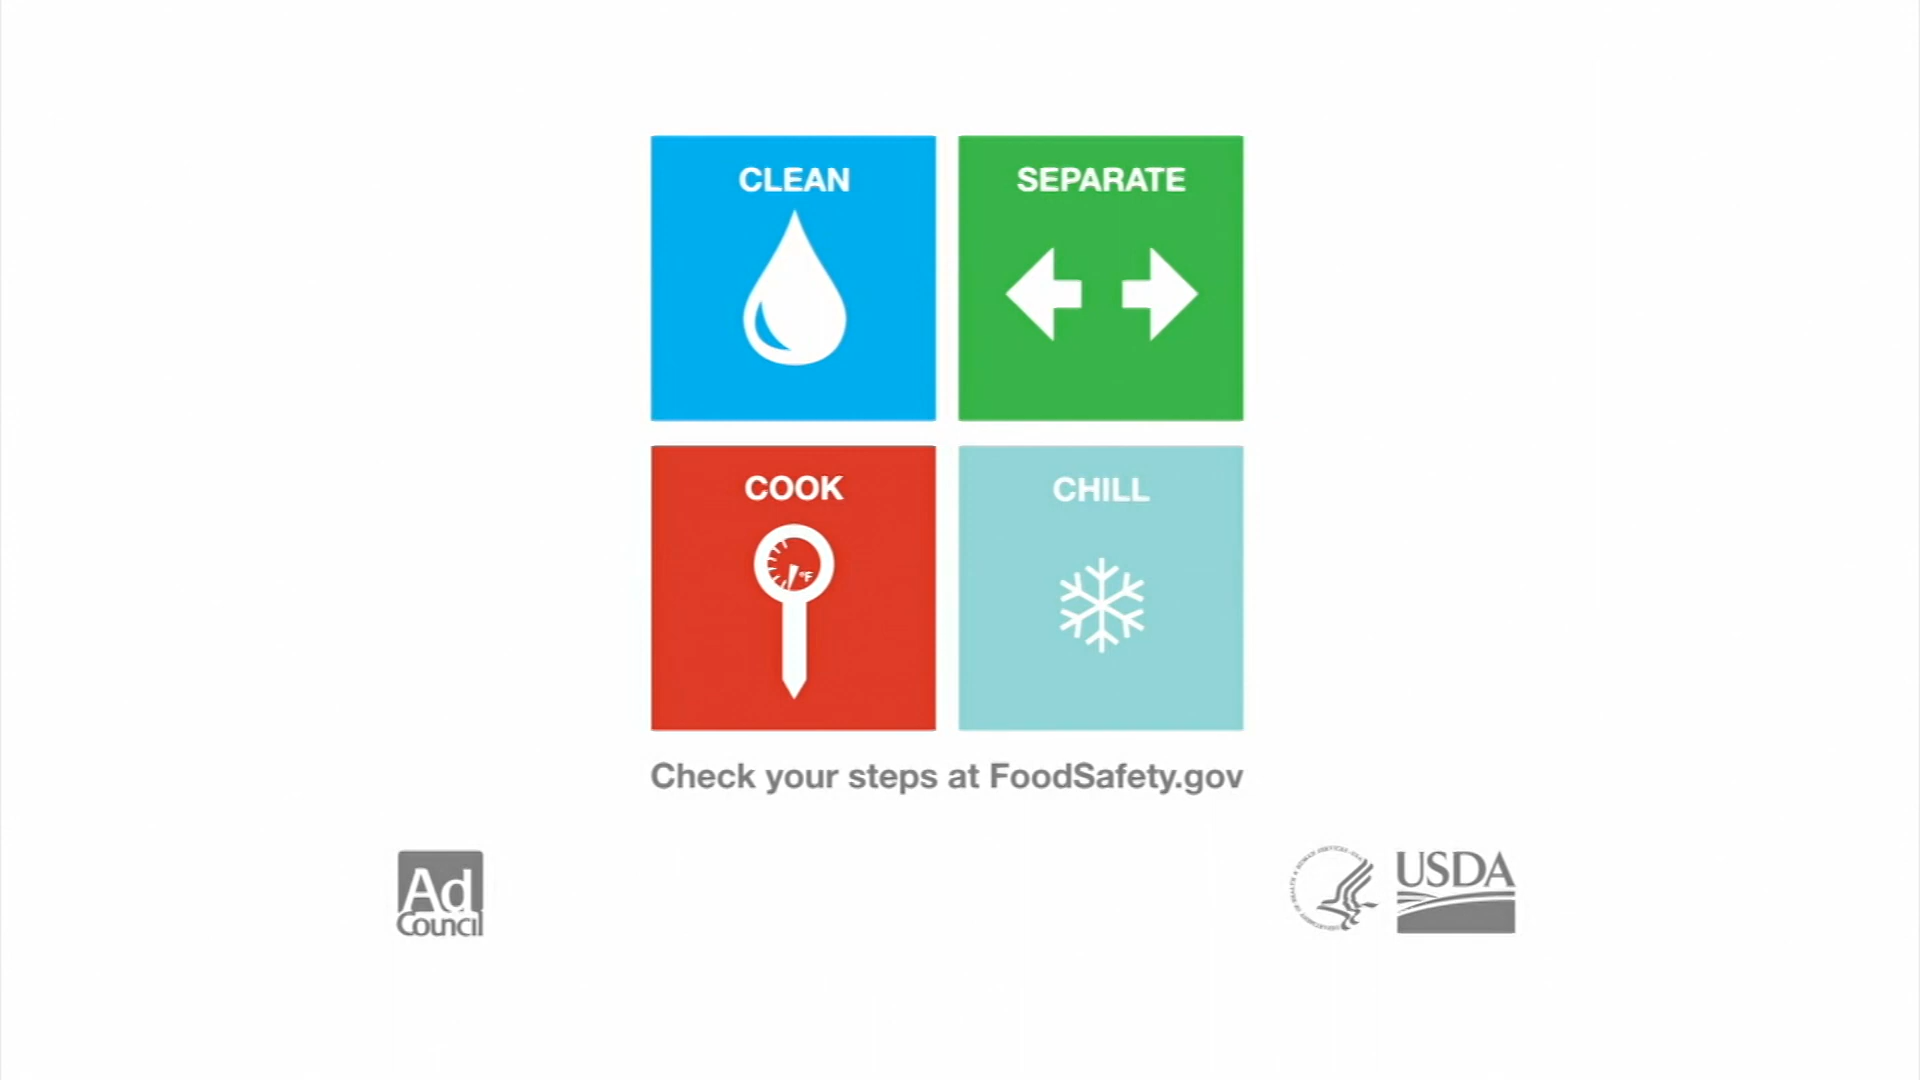 CLEAN
SEPARATE
COOK
°F
CHILL
Check your steps at FoodSafety.gov
Ad
Council
USDA